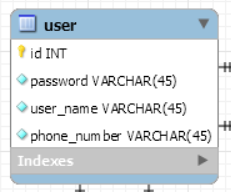 user
id INT
password VARCHAR(45)
user_name VARCHAR(45)
phone_number VARCHAR(45)
Indexes